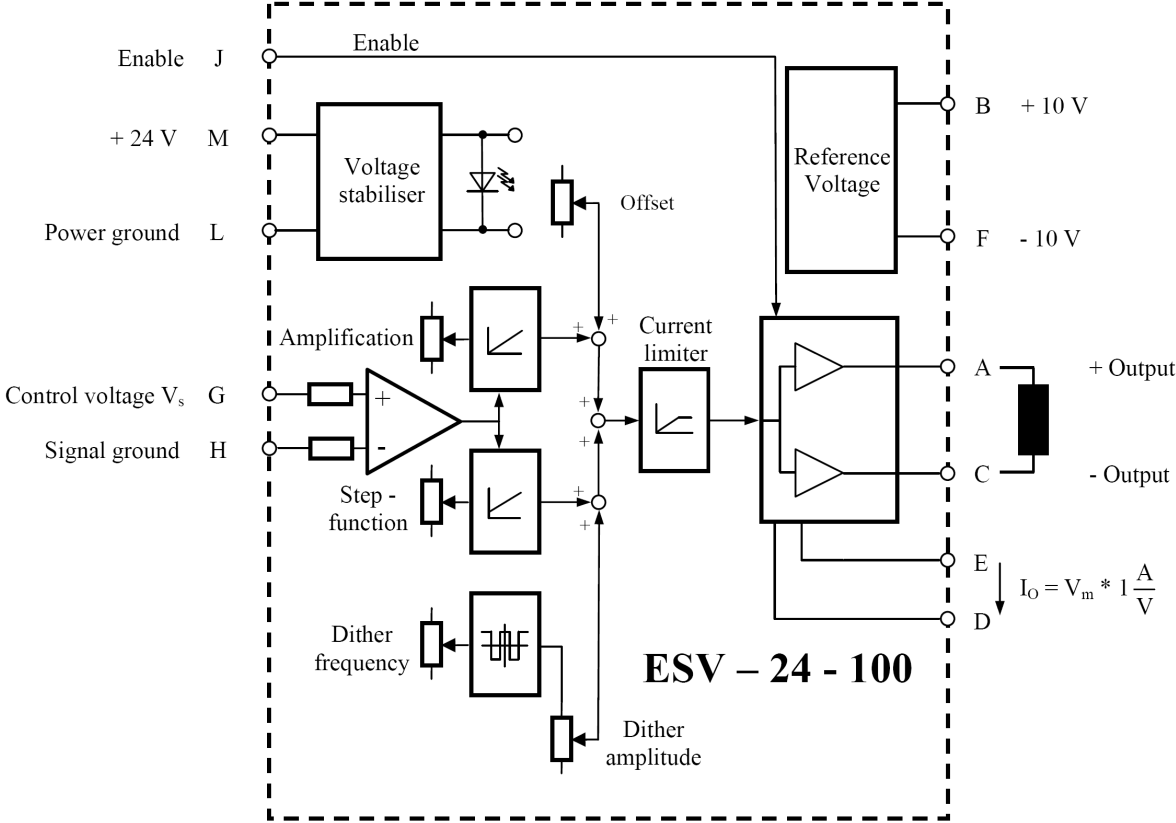 Enable J
Enable
+ 24 V M
Voltage
stabiliser
Power ground L
Reference
Voltage
B + 10 V
F - 10 V
Offset
+
+
Amplification
Current
limiter
Control voltage Vs G
+
Signal ground H
-
+
+
A + Output
C - Output
Step -
function
+
+
E
D
IO = Vm * 1 A/V
Dither
frequency
ESV – 24 - 100
Dither
amplitude